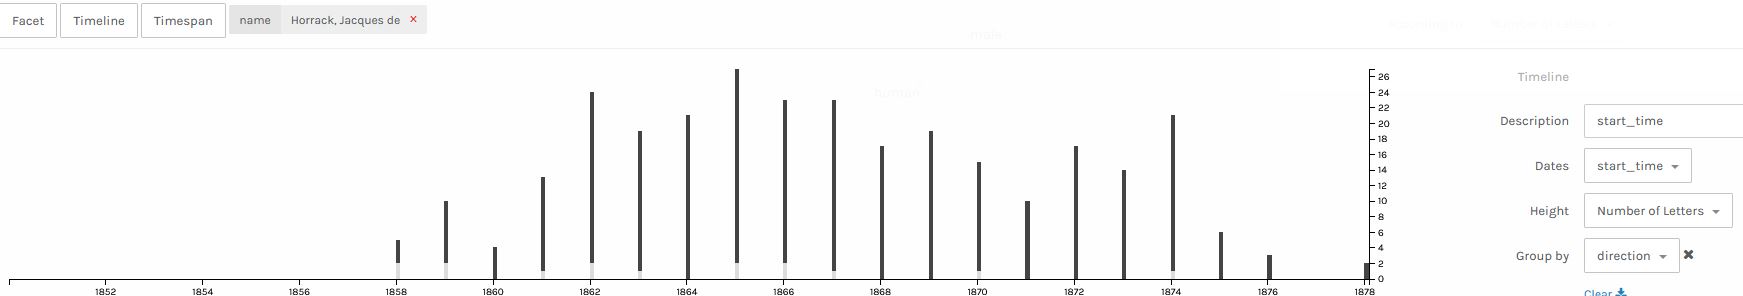 Facet Timeline Timespan name Horrack, Jacques de ×
male
human
Timeline
Description start_time
Dates start_time
Height Number of Letters
Group by direction ✖
Clear
26
24
22
20
18
16
14
12
10
8
6
4
2
0
1852 1854 1856 1858 1860 1862 1864 1866 1868 1870 1872 1874 1876 1878